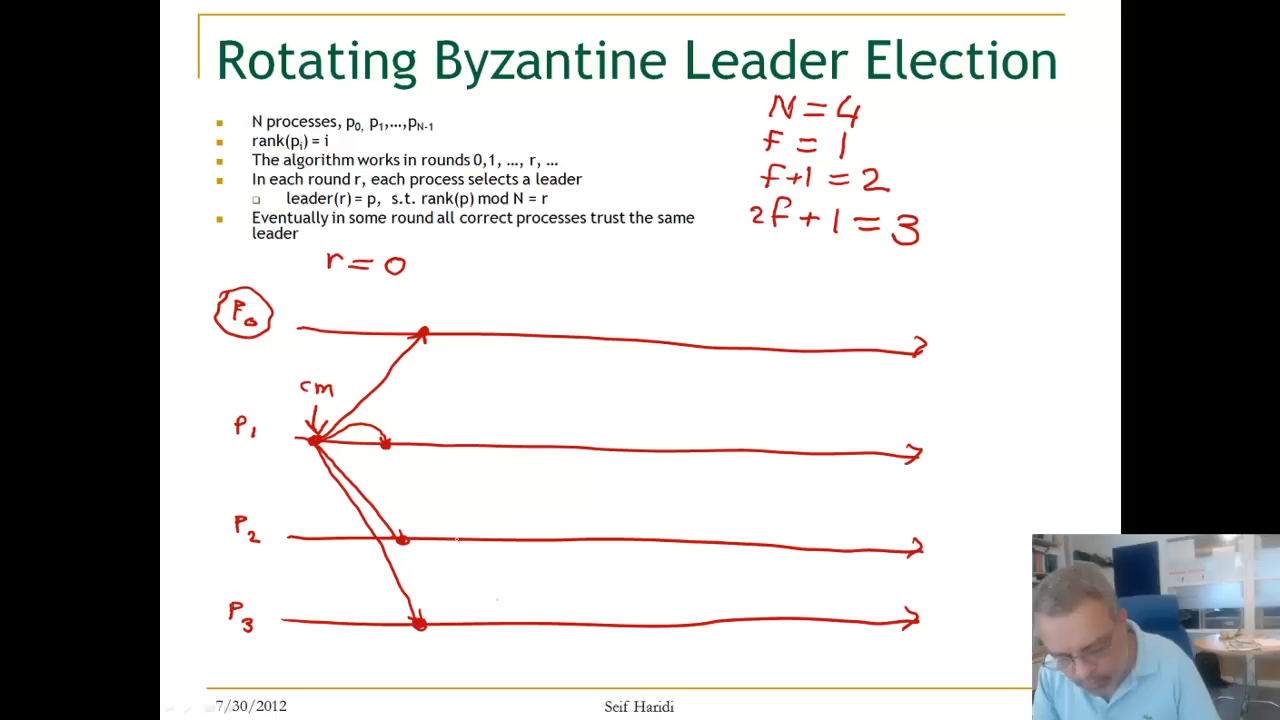 Rotating Byzantine Leader Election
N processes, p0, p1,...,pN-1
rank(pi) = i
The algorithm works in rounds 0,1, ..., r, ...
In each round r, each process selects a leader
leader(r) = p, s.t. rank(p) mod N = r
Eventually in some round all correct processes trust the same
leader
N = 4
f = 1
f+1 = 2
2f+1 = 3
r = 0
P0
cm
P1
P2
P3
7/30/2012
Seif Haridi